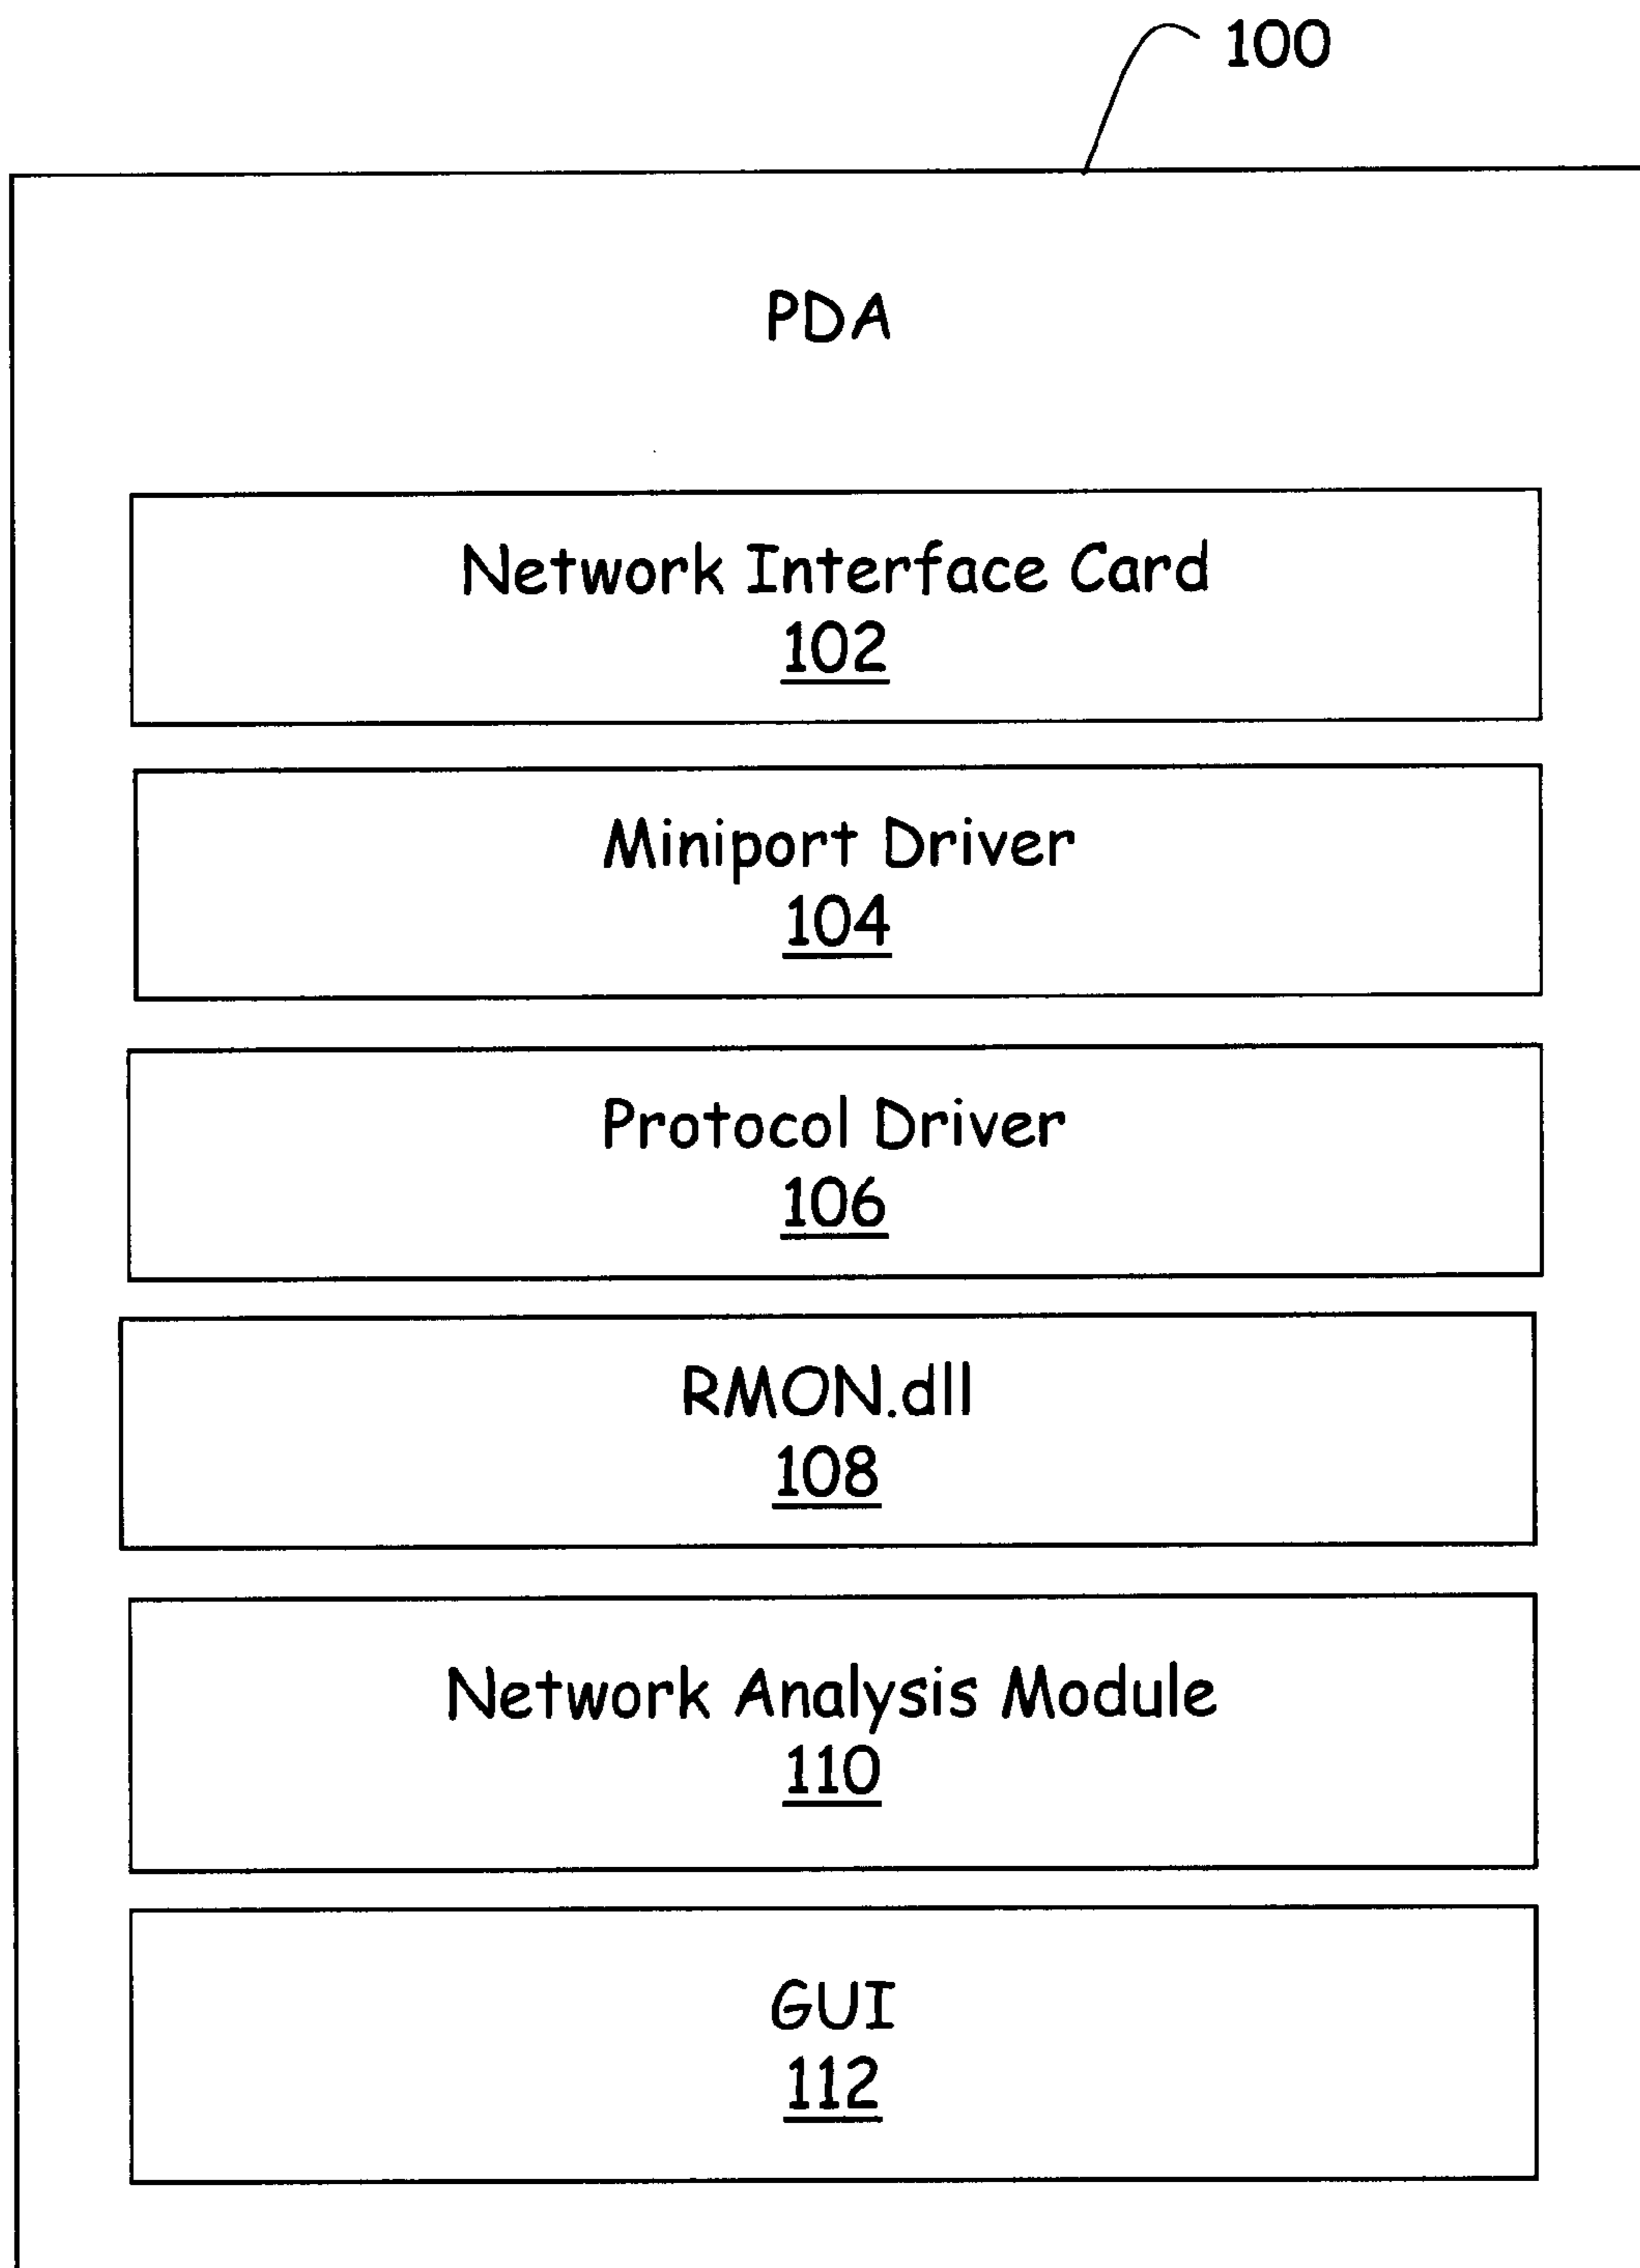 100
PDA
Network Interface Card
102
Miniport Driver
104
Protocol Driver
106
RMON.dll
108
Network Analysis Module
110
GUI
112